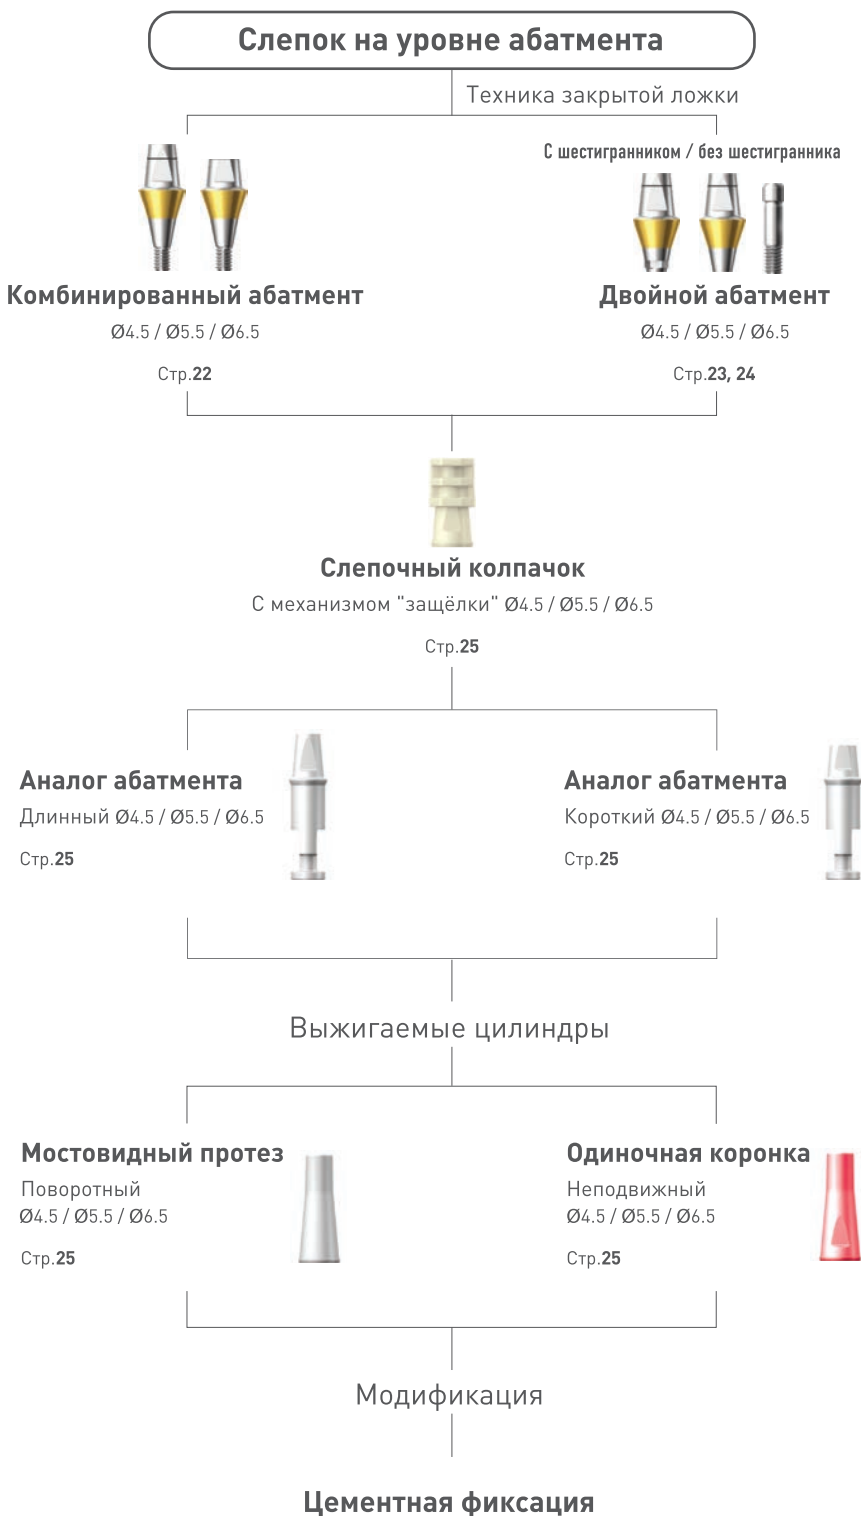 Слепок на уровне абатмента
Техника закрытой ложки
С шестигранником / без шестигранника
Комбинированный абатмент
Ø4.5 / Ø5.5 / Ø6.5
Стр.22
Двойной абатмент
Ø4.5 / Ø5.5 / Ø6.5
Стр.23, 24
Слепочный колпачок
С механизмом "защёлки" Ø4.5 / Ø5.5 / Ø6.5
Стр.25
Аналог абатмента
Длинный Ø4.5 / Ø5.5 / Ø6.5
Стр.25
Аналог абатмента
Короткий Ø4.5 / Ø5.5 / Ø6.5
Стр.25
Выжигаемые цилиндры
Мостовидный протез
Поворотный
Ø4.5 / Ø5.5 / Ø6.5
Стр.25
Одиночная коронка
Неподвижный
Ø4.5 / Ø5.5 / Ø6.5
Стр.25
Модификация
Цементная фиксация